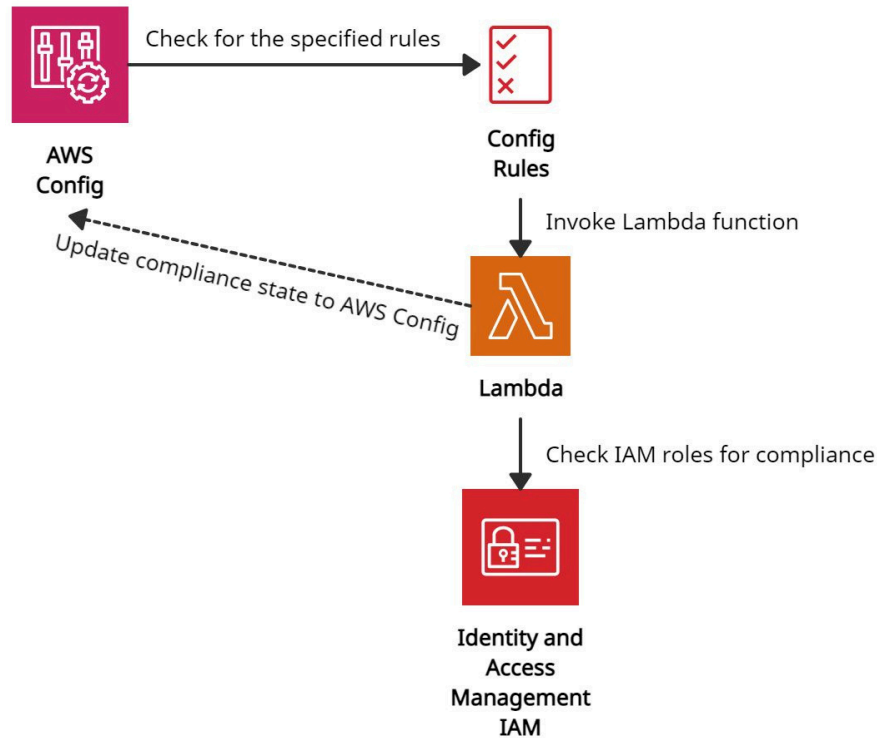 Check for the specified rules
AWS
Config
Config
Rules
Invoke Lambda function
Update compliance state to AWS Config
Lambda
Check IAM roles for compliance
Identity and
Access
Management
IAM